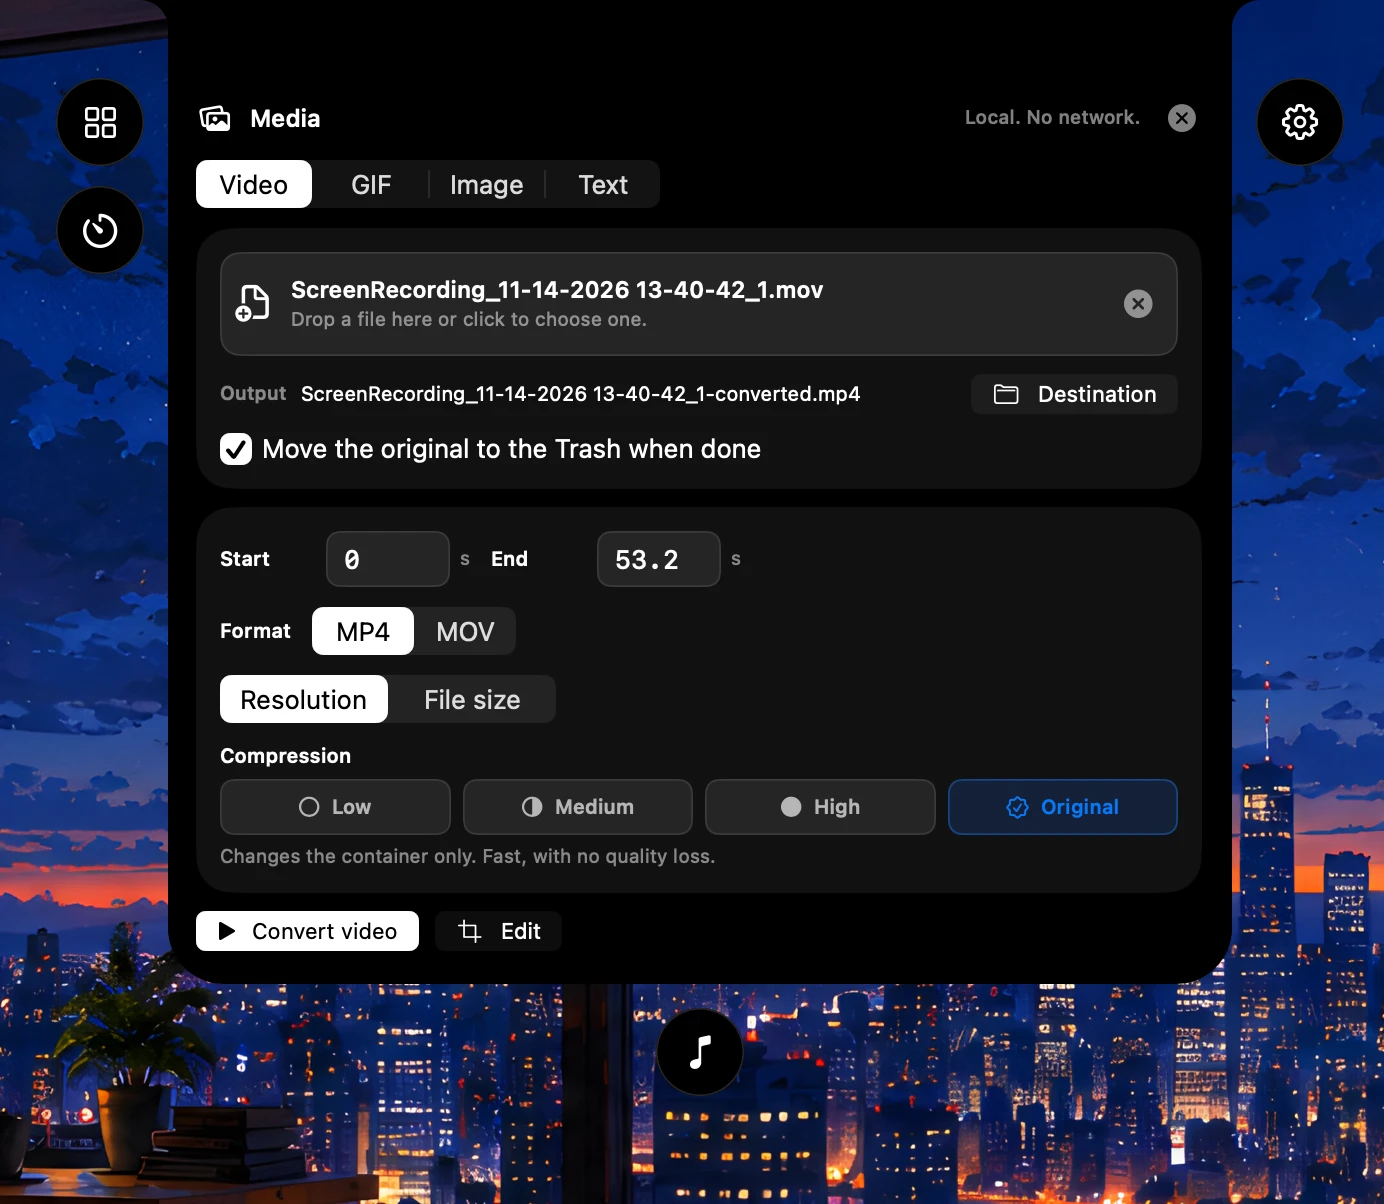 Media
Local. No network.
Video GIF Image Text
ScreenRecording_11-14-2026 13-40-42_1.mov
Drop a file here or click to choose one.
Output ScreenRecording_11-14-2026 13-40-42_1-converted.mp4
Destination
Move the original to the Trash when done
Start 0 s End 53.2 s
Format MP4 MOV
Resolution File size
Compression
Low Medium High Original
Changes the container only. Fast, with no quality loss.
Convert video Edit